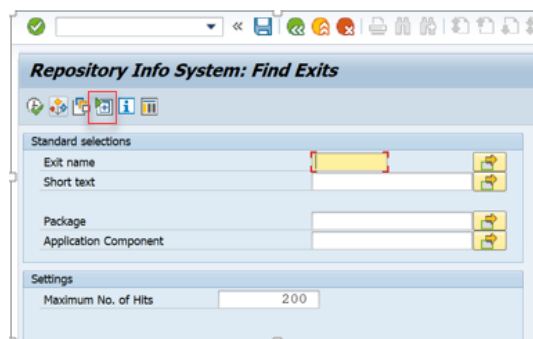 Repository Info System: Find Exits
Standard selections
Exit name
Short text
Package
Application Component
Settings
Maximum No. of Hits 200